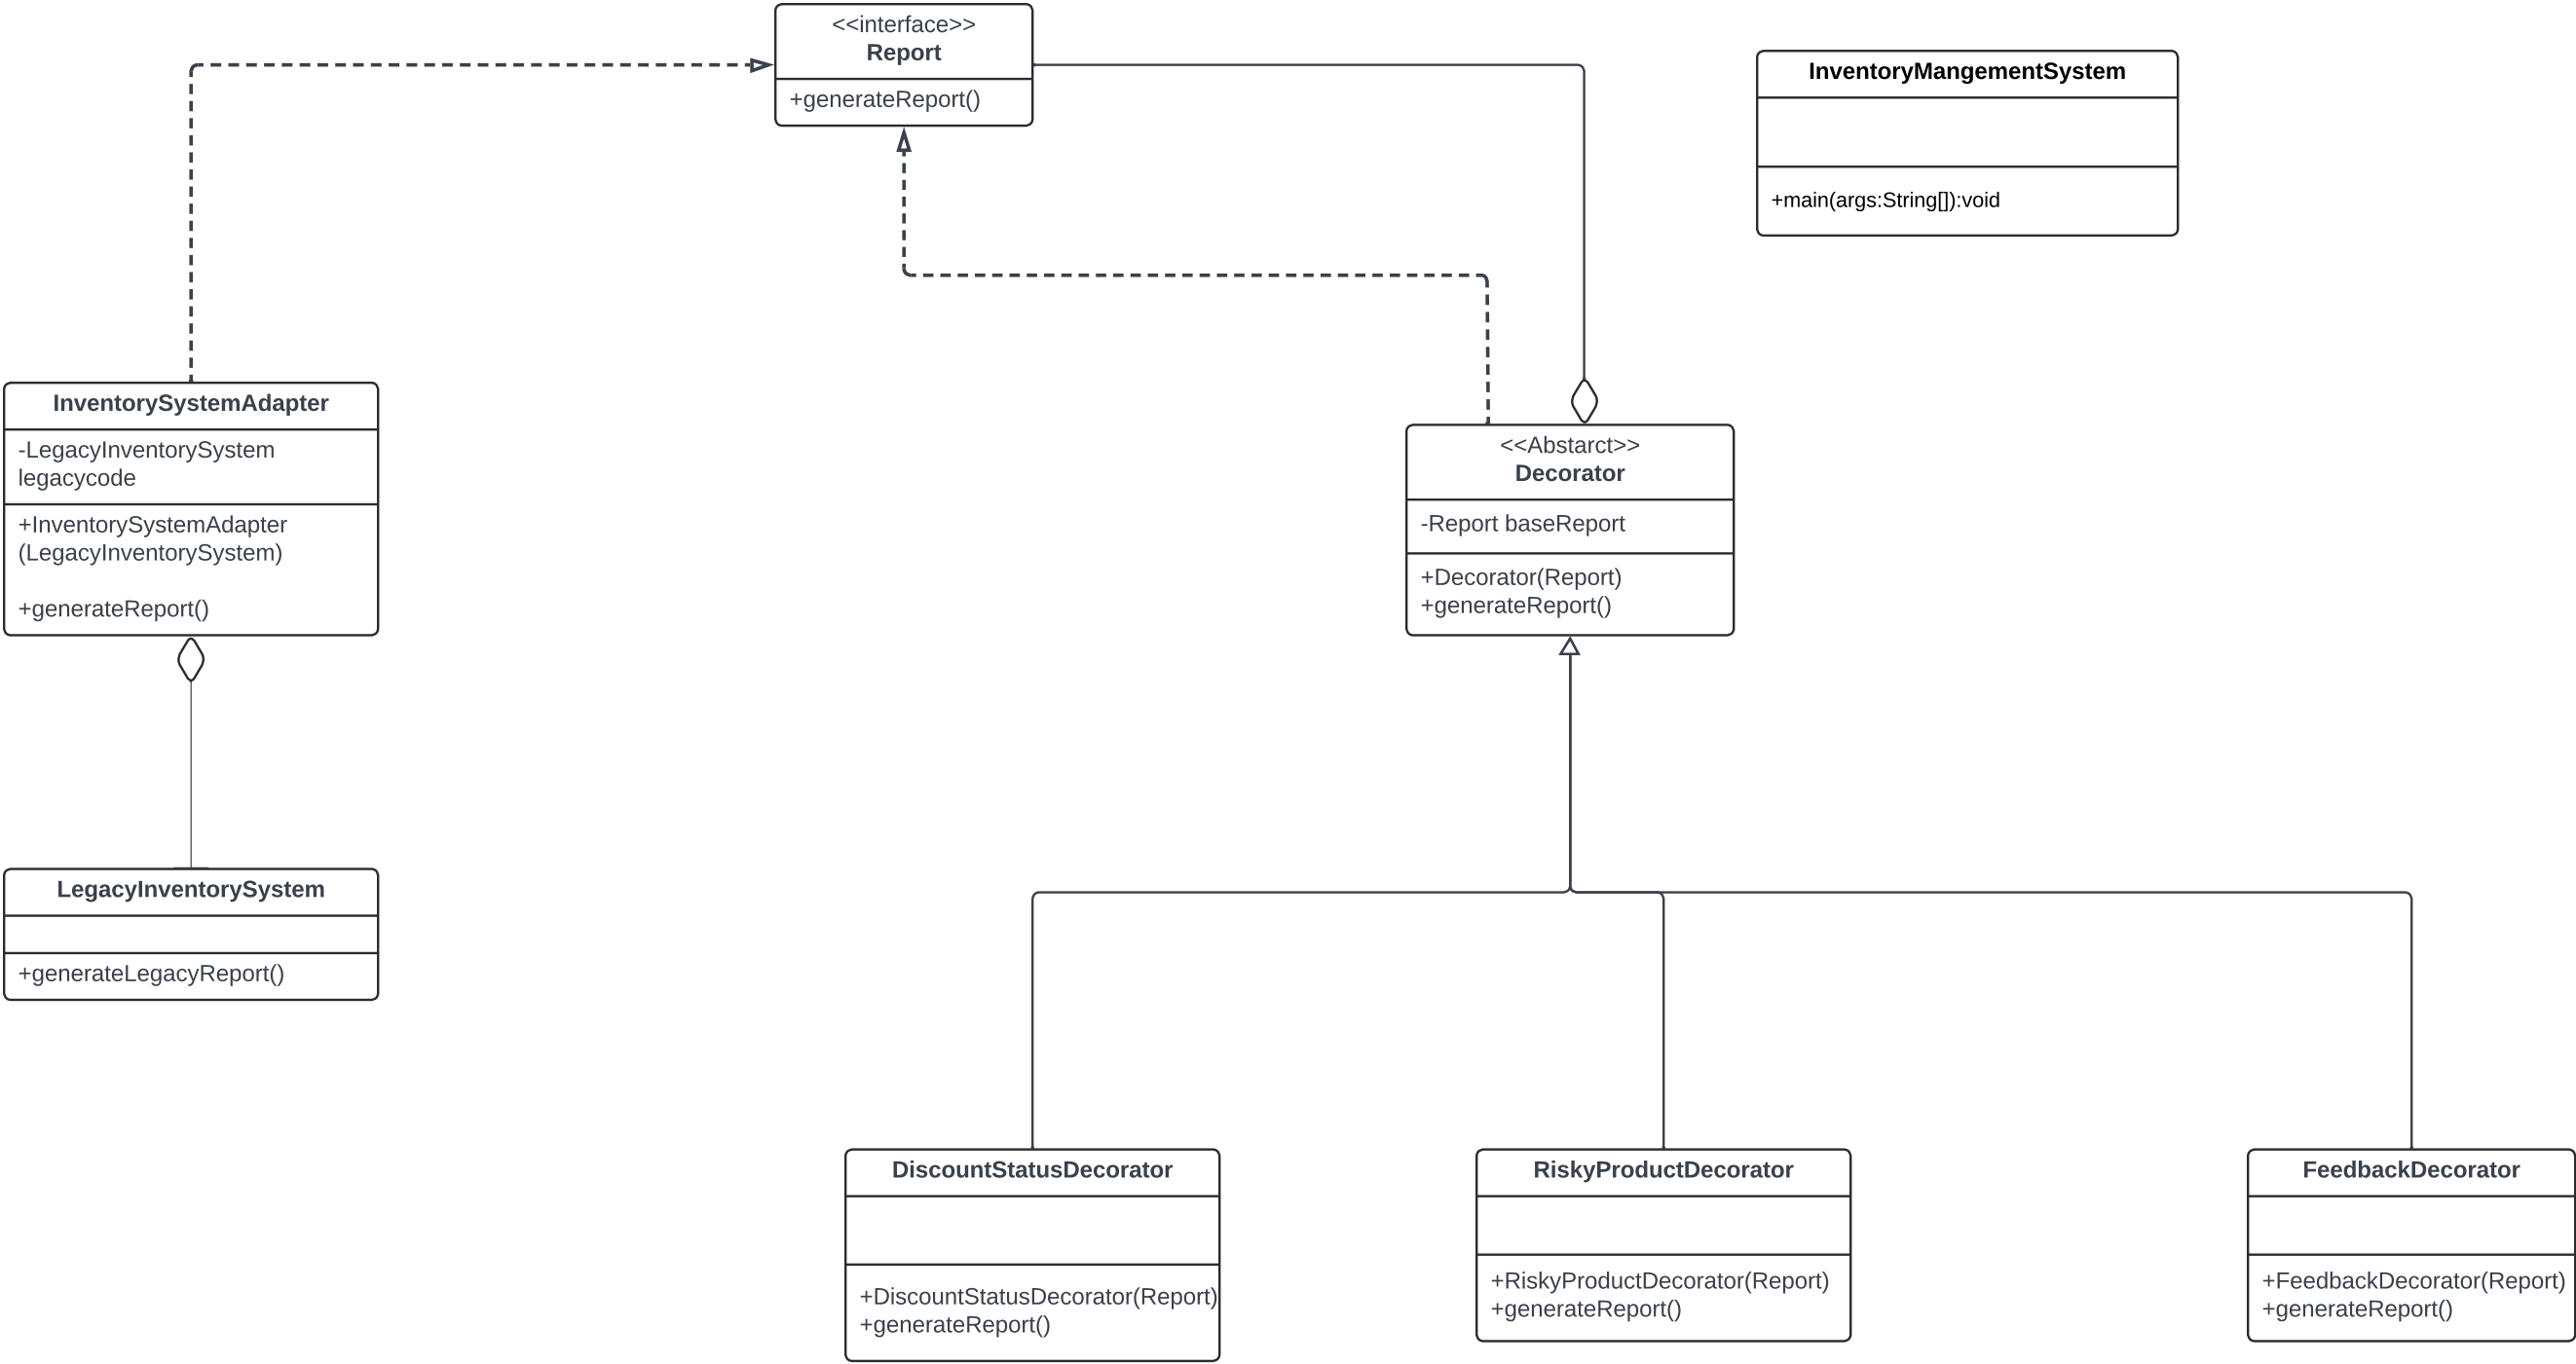 <<interface>>
Report
+generateReport()
InventoryMangementSystem
+main(args:String[]):void
InventorySystemAdapter
-LegacyInventorySystem
legacycode
+InventorySystemAdapter
(LegacyInventorySystem)
+generateReport()
<<Abstarct>>
Decorator
-Report baseReport
+Decorator(Report)
+generateReport()
LegacyInventorySystem
+generateLegacyReport()
DiscountStatusDecorator
+DiscountStatusDecorator(Report)
+generateReport()
RiskyProductDecorator
+RiskyProductDecorator(Report)
+generateReport()
FeedbackDecorator
+FeedbackDecorator(Report)
+generateReport()